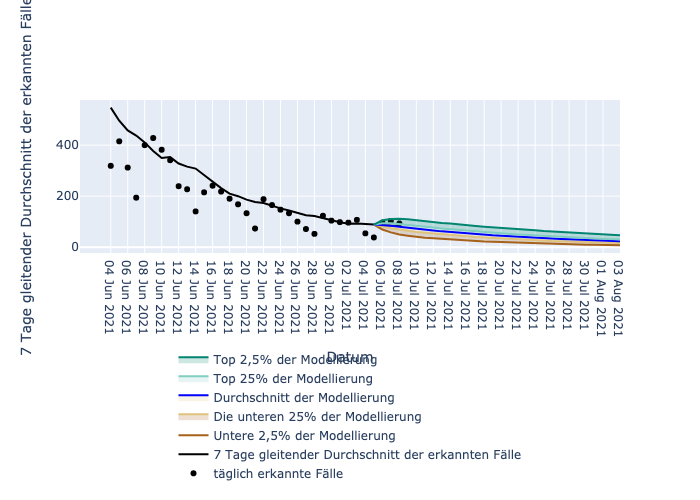 7 Tage gleitender Durchschnitt der erkannten Fälle
400
200
0
04 Jun 2021
06 Jun 2021
08 Jun 2021
10 Jun 2021
12 Jun 2021
14 Jun 2021
16 Jun 2021
18 Jun 2021
20 Jun 2021
22 Jun 2021
24 Jun 2021
26 Jun 2021
28 Jun 2021
30 Jun 2021
02 Jul 2021
04 Jul 2021
06 Jul 2021
08 Jul 2021
10 Jul 2021
12 Jul 2021
14 Jul 2021
16 Jul 2021
18 Jul 2021
20 Jul 2021
22 Jul 2021
24 Jul 2021
26 Jul 2021
28 Jul 2021
30 Jul 2021
01 Aug 2021
03 Aug 2021
Datum
Top 2,5% der Modellierung
Top 25% der Modellierung
Durchschnitt der Modellierung
Die unteren 25% der Modellierung
Untere 2,5% der Modellierung
7 Tage gleitender Durchschnitt der erkannten Fälle
täglich erkannte Fälle